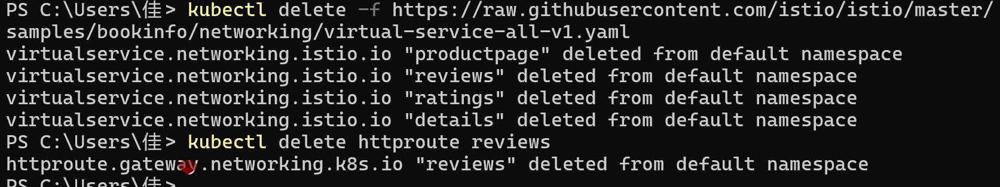 PS C:\Users\佳> kubectl delete -f https://raw.githubusercontent.com/istio/istio/master/
samples/bookinfo/networking/virtual-service-all-v1.yaml
virtualservice.networking.istio.io "productpage" deleted from default namespace
virtualservice.networking.istio.io "reviews" deleted from default namespace
virtualservice.networking.istio.io "ratings" deleted from default namespace
virtualservice.networking.istio.io "details" deleted from default namespace
PS C:\Users\佳> kubectl delete httproute reviews
httproute.gateway.networking.k8s.io "reviews" deleted from default namespace
PS C:\Users\佳>